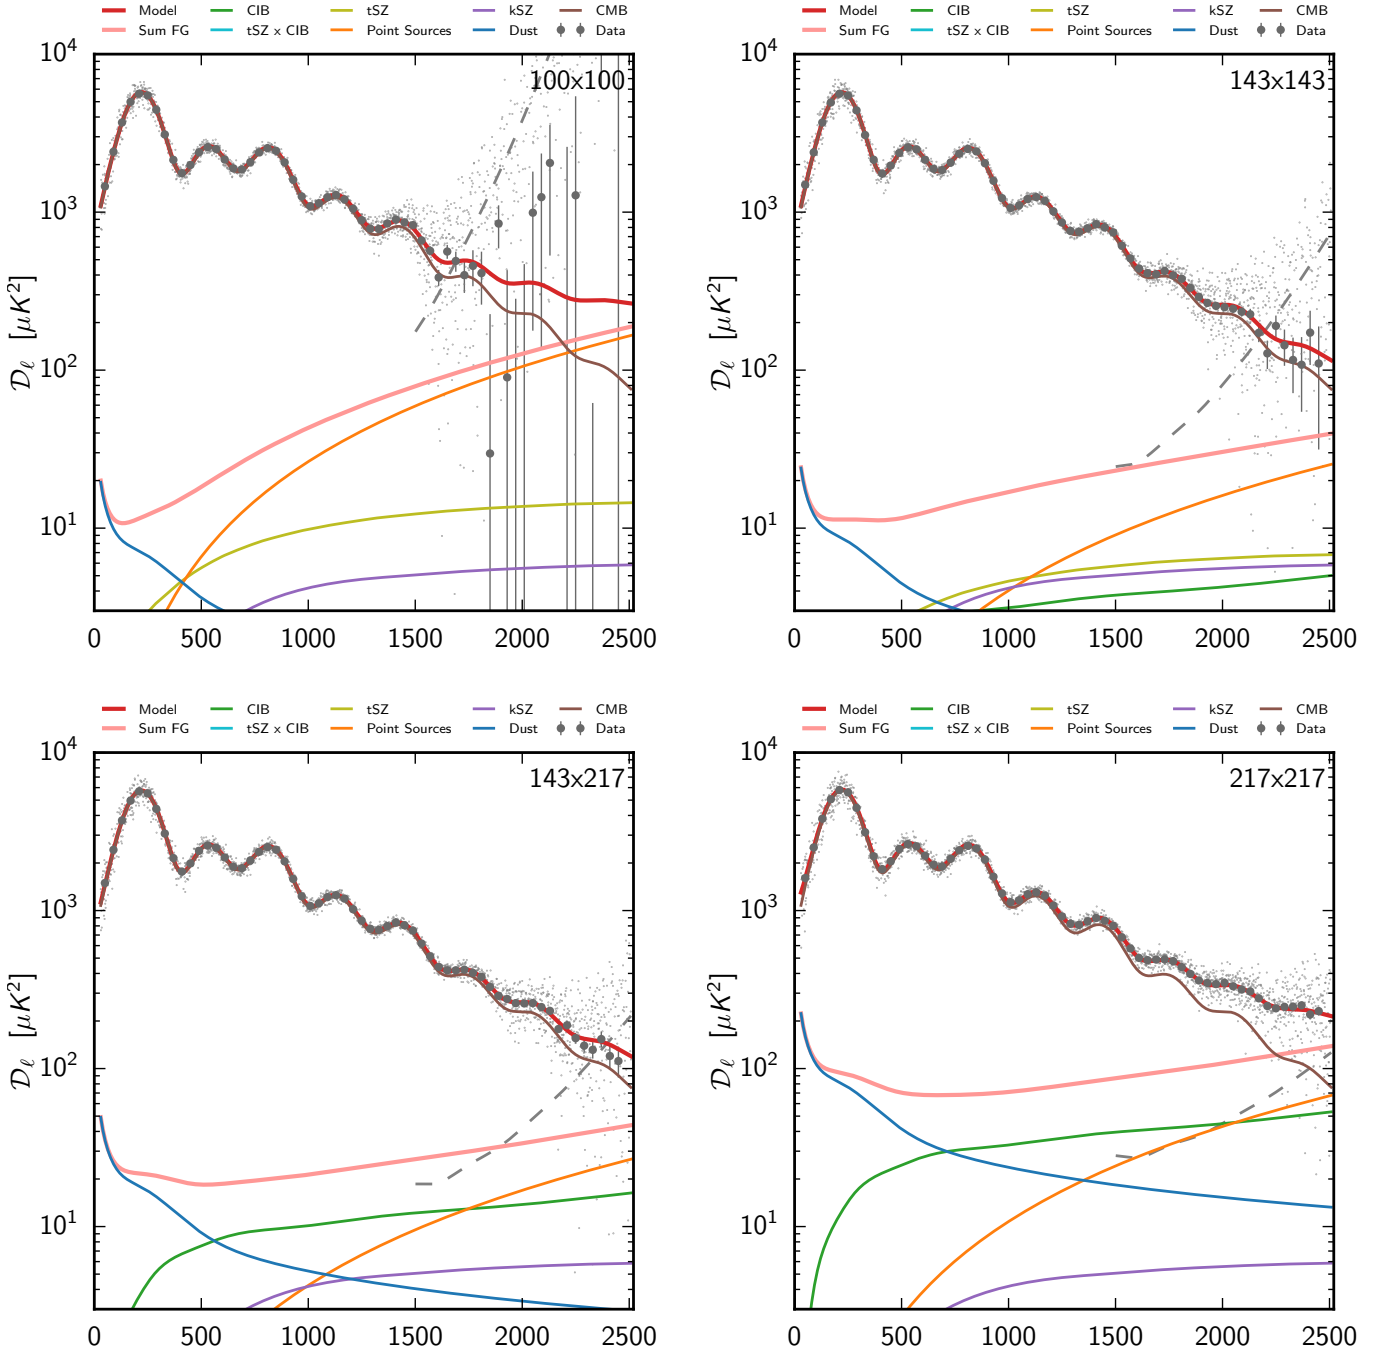 Model CIB tSZ kSZ CMB
Sum FG tSZ x CIB Point Sources Dust Data
100x100
10^4
10^3
10^2
10^1
𝒟_ℓ [μK^2]
0 500 1000 1500 2000 2500
Model CIB tSZ kSZ CMB
Sum FG tSZ x CIB Point Sources Dust Data
143x143
10^4
10^3
10^2
10^1
𝒟_ℓ [μK^2]
0 500 1000 1500 2000 2500
Model CIB tSZ kSZ CMB
Sum FG tSZ x CIB Point Sources Dust Data
143x217
10^4
10^3
10^2
10^1
𝒟_ℓ [μK^2]
0 500 1000 1500 2000 2500
Model CIB tSZ kSZ CMB
Sum FG tSZ x CIB Point Sources Dust Data
217x217
10^4
10^3
10^2
10^1
𝒟_ℓ [μK^2]
0 500 1000 1500 2000 2500